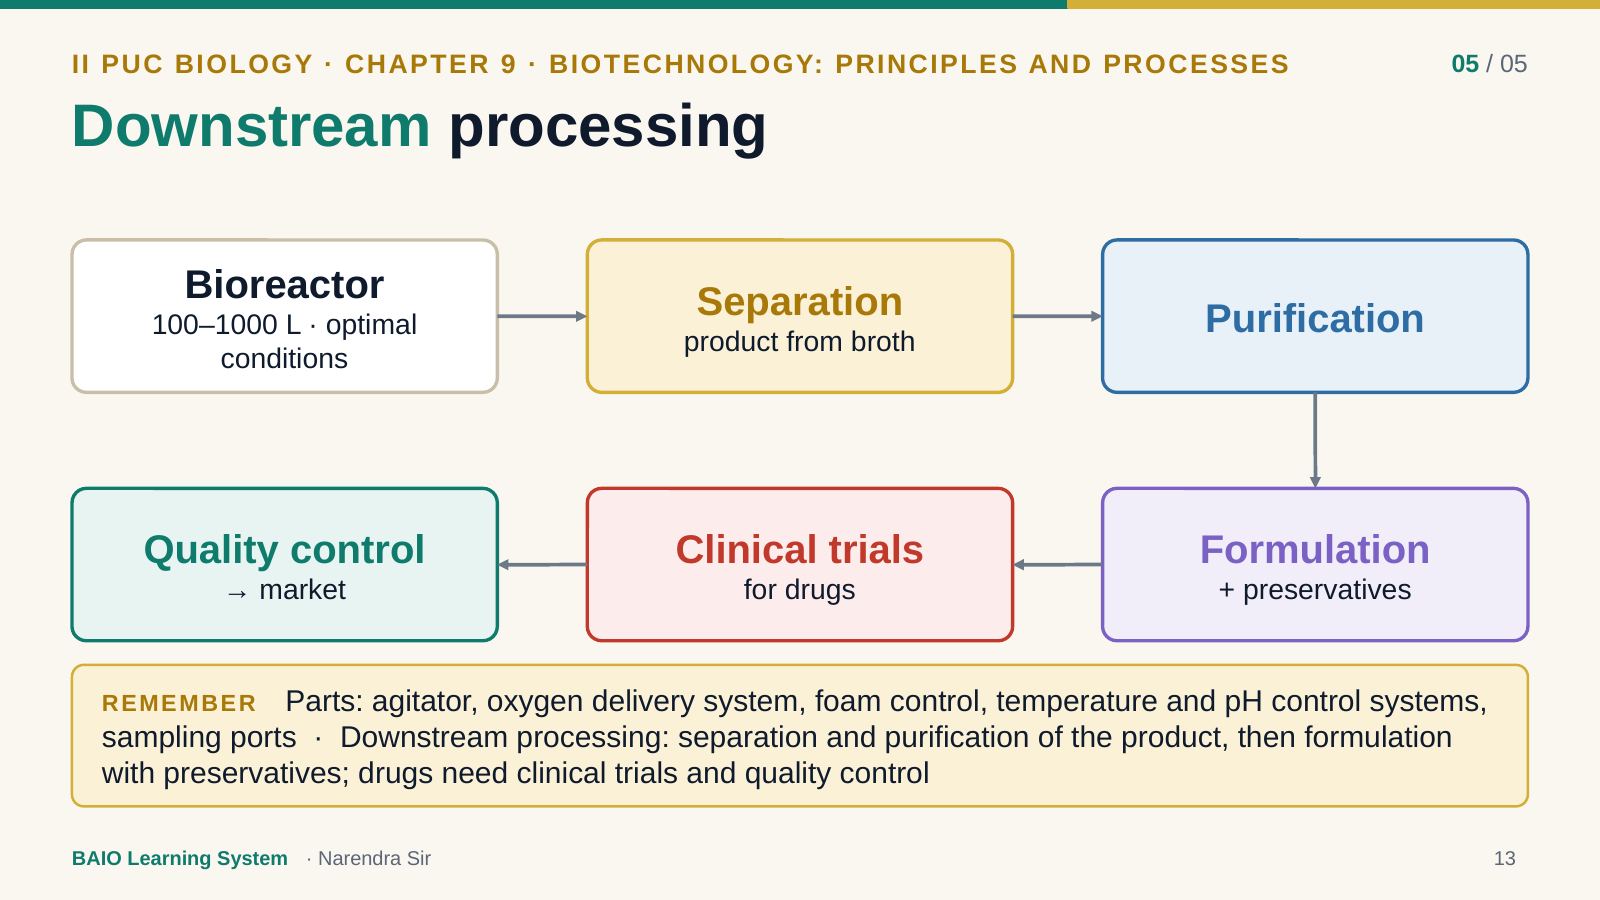 II PUC BIOLOGY · CHAPTER 9 · BIOTECHNOLOGY: PRINCIPLES AND PROCESSES
05 / 05
Downstream processing
Bioreactor
100–1000 L · optimal
conditions
Separation
product from broth
Purification
Quality control
→ market
Clinical trials
for drugs
Formulation
+ preservatives
REMEMBER Parts: agitator, oxygen delivery system, foam control, temperature and pH control systems,
sampling ports · Downstream processing: separation and purification of the product, then formulation
with preservatives; drugs need clinical trials and quality control
BAIO Learning System · Narendra Sir
13